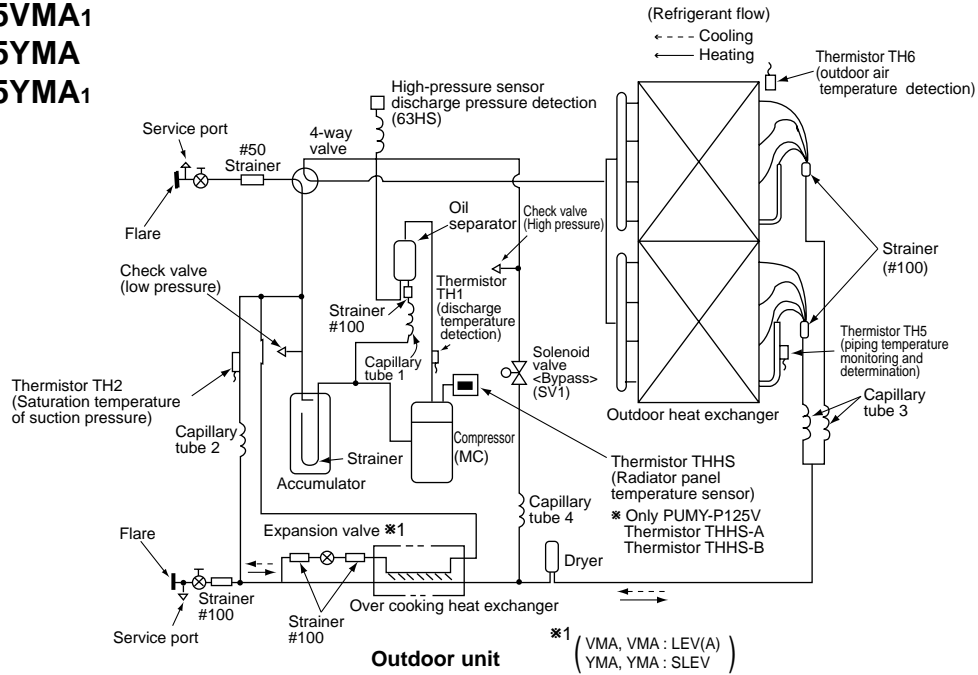 5VMA1
5YMA
5YMA1
(Refrigerant flow)
Cooling
Heating
Thermistor TH6
(outdoor air
temperature detection)
High-pressure sensor
discharge pressure detection
(63HS)
Service port
#50
Strainer
4-way
valve
Flare
Oil
separator
Check valve
(High pressure)
Strainer
(#100)
Check valve
(low pressure)
Strainer
#100
Thermistor
TH1
(discharge
temperature
detection)
Capillary
tube 1
Solenoid
valve
<Bypass>
(SV1)
Thermistor TH5
(piping temperature
monitoring and
determination)
Thermistor TH2
(Saturation temperature
of suction pressure)
Outdoor heat exchanger
Capillary
tube 3
Capillary
tube 2
Strainer
Accumulator
Compressor
(MC)
Thermistor THHS
(Radiator panel
temperature sensor)
※ Only PUMY-P125V
Thermistor THHS-A
Thermistor THHS-B
Capillary
tube 4
Flare
Expansion valve ※1
Dryer
Strainer
#100
Over cooking heat exchanger
Service port
Strainer
#100
Outdoor unit
※1
VMA, VMA : LEV(A)
YMA, YMA : SLEV